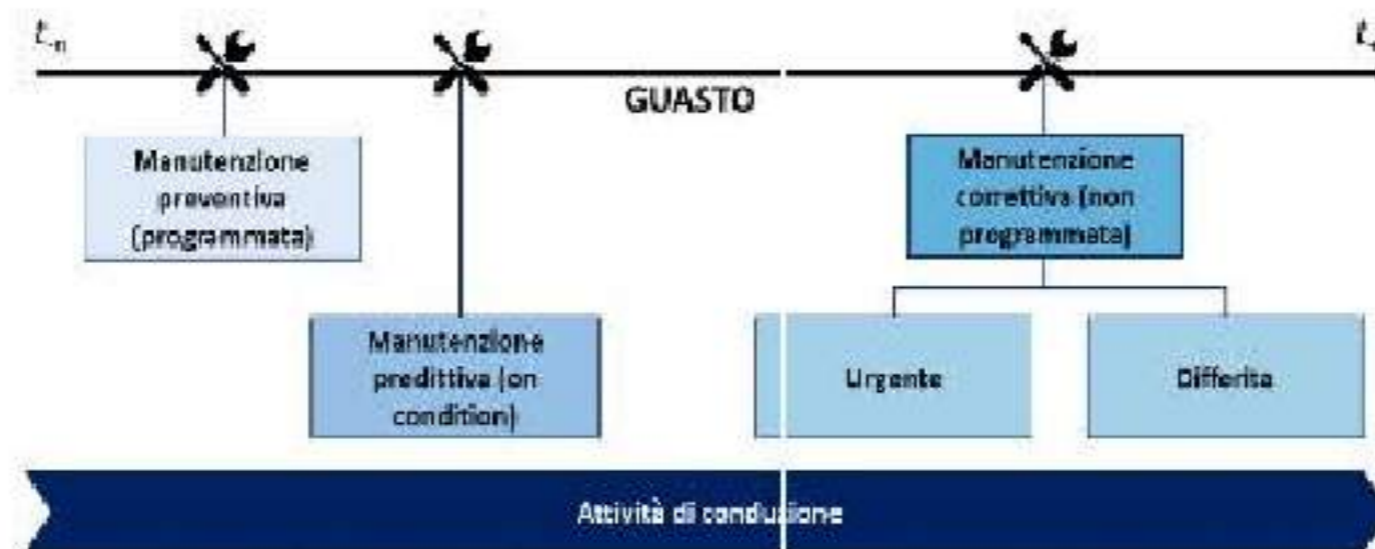 t-n
GUASTO
Manutenzione
preventiva
(programmata)
Manutenzione
correttiva (non
programmata)
Manutenzione
predittiva (on
condition)
Urgente
Differita
Attività di conduzione